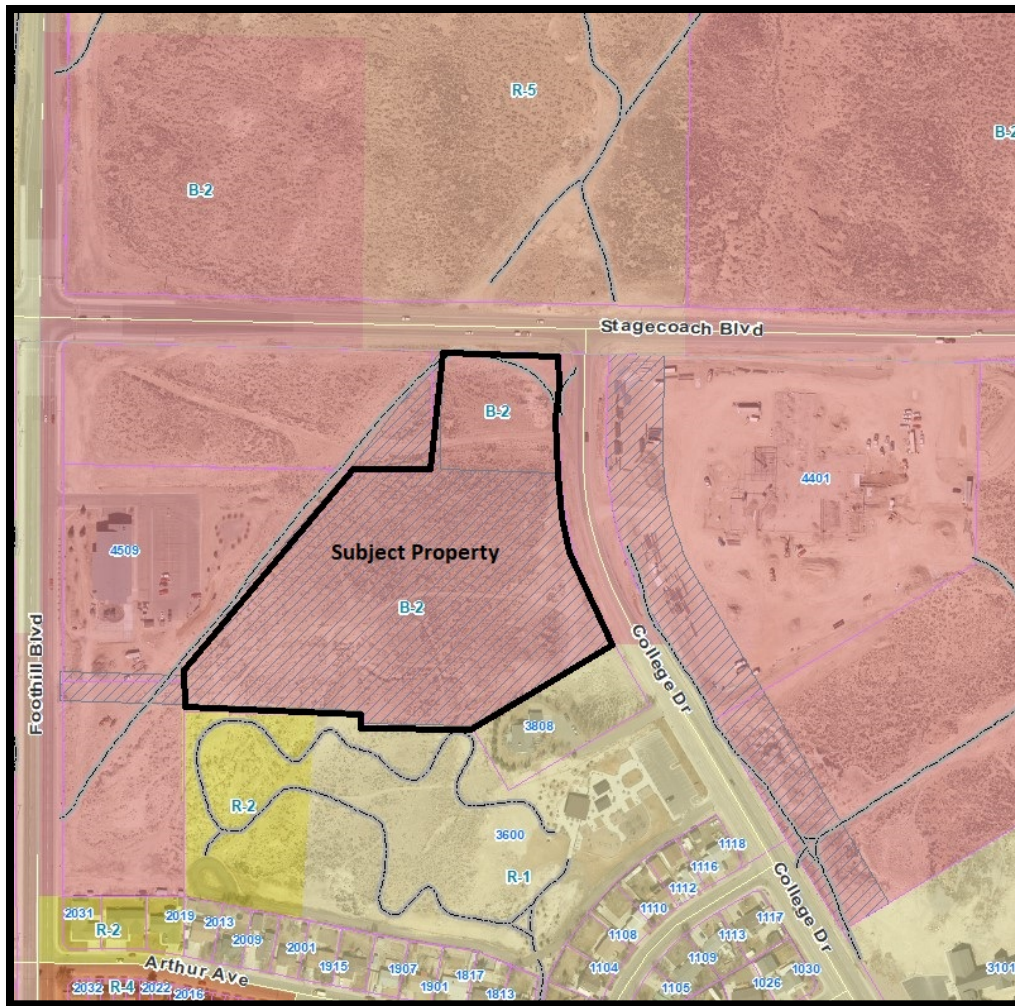 R-5
B-2
B-2
Stagecoach Blvd
B-2
4401
4509
Subject Property
B-2
Foothill Blvd
College Dr
3808
R-2
3600
R-1
1118
1116
1112
1110
1108
1104
College Dr
1117
1113
1109
1105
1030
1026
3101
2031
R-2
2019
2013
2009
2001
1915
1907
1901
1817
1813
Arthur Ave
2032
R-4
2022
2016